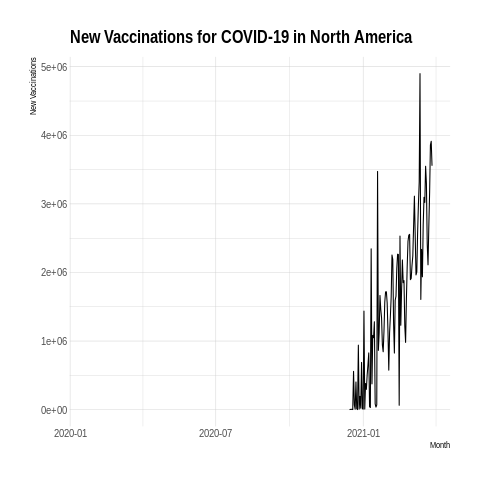 New Vaccinations for COVID-19 in North America
New Vaccinations
5e+06
4e+06
3e+06
2e+06
1e+06
0e+00
2020-01
2020-07
2021-01
Month